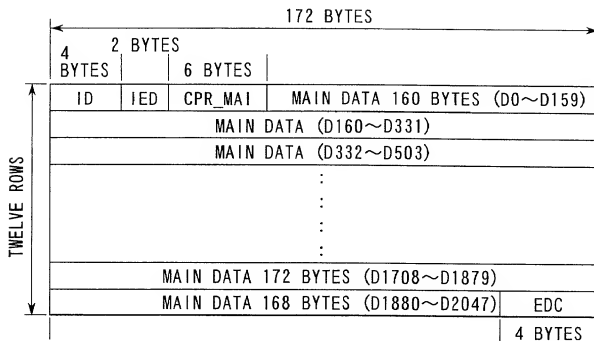 172 BYTES
4 BYTES
2 BYTES
6 BYTES
ID IED CPR_MAI MAIN DATA 160 BYTES (D0~D159)
MAIN DATA (D160~D331)
MAIN DATA (D332~D503)
TWELVE ROWS
MAIN DATA 172 BYTES (D1708~D1879)
MAIN DATA 168 BYTES (D1880~D2047) EDC
4 BYTES